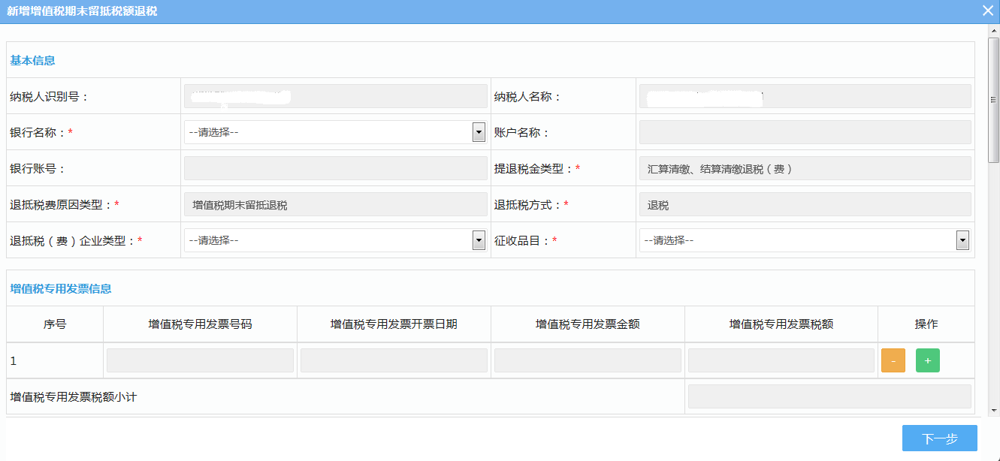 新增增值税期末留抵税额退税
基本信息
纳税人识别号：
纳税人名称：
银行名称：* --请选择--
账户名称：
银行账号：
提退税金类型：* 汇算清缴、结算清缴退税（费）
退抵税费原因类型：* 增值税期末留抵退税
退抵税方式：* 退税
退抵税（费）企业类型：* --请选择--
征收品目：* --请选择--
增值税专用发票信息
序号 增值税专用发票号码 增值税专用发票开票日期 增值税专用发票金额 增值税专用发票税额 操作
1 - +
增值税专用发票税额小计
下一步